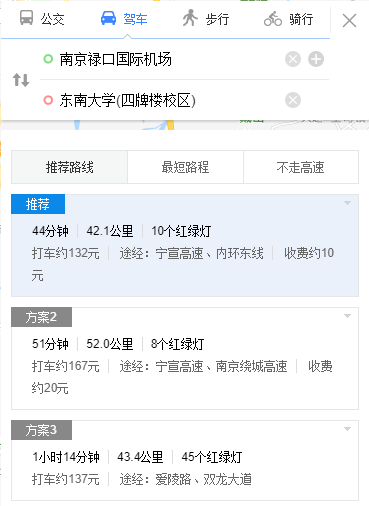 公交 驾车 步行 骑行
南京禄口国际机场
东南大学(四牌楼校区)
推荐路线 最短路程 不走高速
推荐
44分钟 42.1公里 10个红绿灯
打车约132元 途经：宁宣高速、内环东线 收费约10
元
方案2
51分钟 52.0公里 8个红绿灯
打车约167元 途经：宁宣高速、南京绕城高速 收费
约20元
方案3
1小时14分钟 43.4公里 45个红绿灯
打车约137元 途经：爱陵路、双龙大道